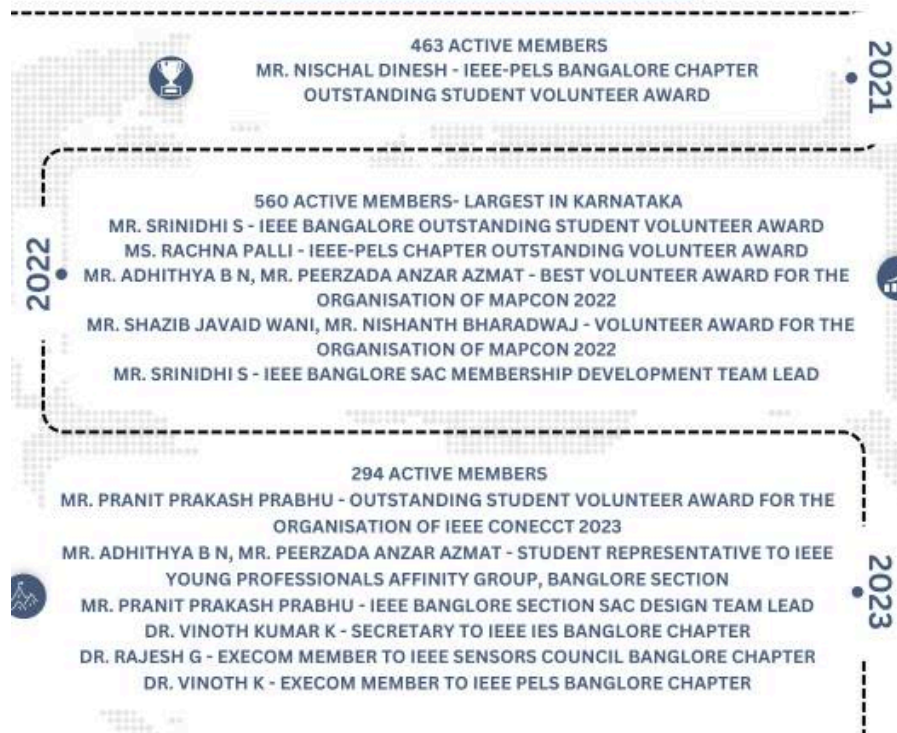 463 ACTIVE MEMBERS
MR. NISCHAL DINESH - IEEE-PELS BANGALORE CHAPTER
OUTSTANDING STUDENT VOLUNTEER AWARD
2021
560 ACTIVE MEMBERS- LARGEST IN KARNATAKA
MR. SRINIDHI S - IEEE BANGALORE OUTSTANDING STUDENT VOLUNTEER AWARD
MS. RACHNA PALLI - IEEE-PELS CHAPTER OUTSTANDING VOLUNTEER AWARD
MR. ADHITHYA B N, MR. PEERZADA ANZAR AZMAT - BEST VOLUNTEER AWARD FOR THE
ORGANISATION OF MAPCON 2022
MR. SHAZIB JAVAID WANI, MR. NISHANTH BHARADWAJ - VOLUNTEER AWARD FOR THE
ORGANISATION OF MAPCON 2022
MR. SRINIDHI S - IEEE BANGLORE SAC MEMBERSHIP DEVELOPMENT TEAM LEAD
2022
294 ACTIVE MEMBERS
MR. PRANIT PRAKASH PRABHU - OUTSTANDING STUDENT VOLUNTEER AWARD FOR THE
ORGANISATION OF IEEE CONECCT 2023
MR. ADHITHYA B N, MR. PEERZADA ANZAR AZMAT - STUDENT REPRESENTATIVE TO IEEE
YOUNG PROFESSIONALS AFFINITY GROUP, BANGLORE SECTION
MR. PRANIT PRAKASH PRABHU - IEEE BANGLORE SECTION SAC DESIGN TEAM LEAD
DR. VINOTH KUMAR K - SECRETARY TO IEEE IES BANGLORE CHAPTER
DR. RAJESH G - EXECOM MEMBER TO IEEE SENSORS COUNCIL BANGLORE CHAPTER
DR. VINOTH K - EXECOM MEMBER TO IEEE PELS BANGLORE CHAPTER
2023